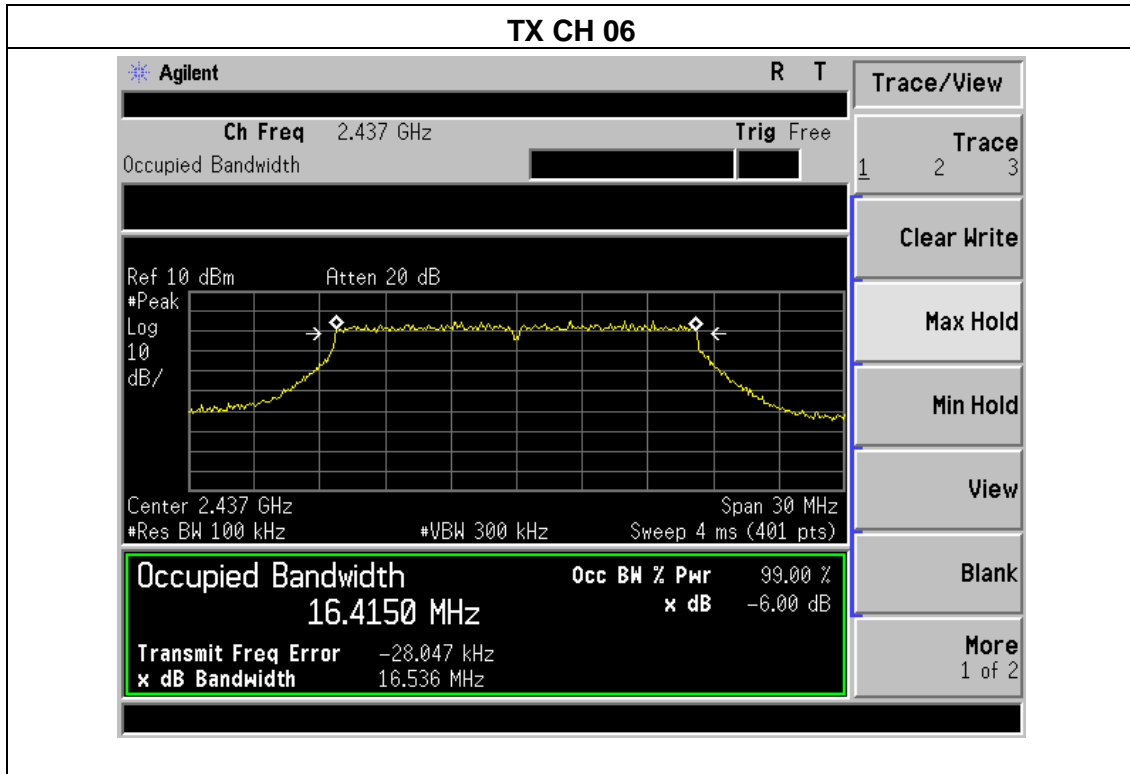 TX CH 06
Agilent R T
Trace/View
Ch Freq 2.437 GHz Trig Free
Occupied Bandwidth
Trace
1 2 3
Clear Write
Ref 10 dBm Atten 20 dB
#Peak
Log
10
dB/
Max Hold
Min Hold
View
Center 2.437 GHz Span 30 MHz
#Res BW 100 kHz #VBW 300 kHz Sweep 4 ms (401 pts)
Occupied Bandwidth Occ BW % Pwr 99.00 %
16.4150 MHz x dB -6.00 dB
Blank
Transmit Freq Error -28.047 kHz
x dB Bandwidth 16.536 MHz
More
1 of 2